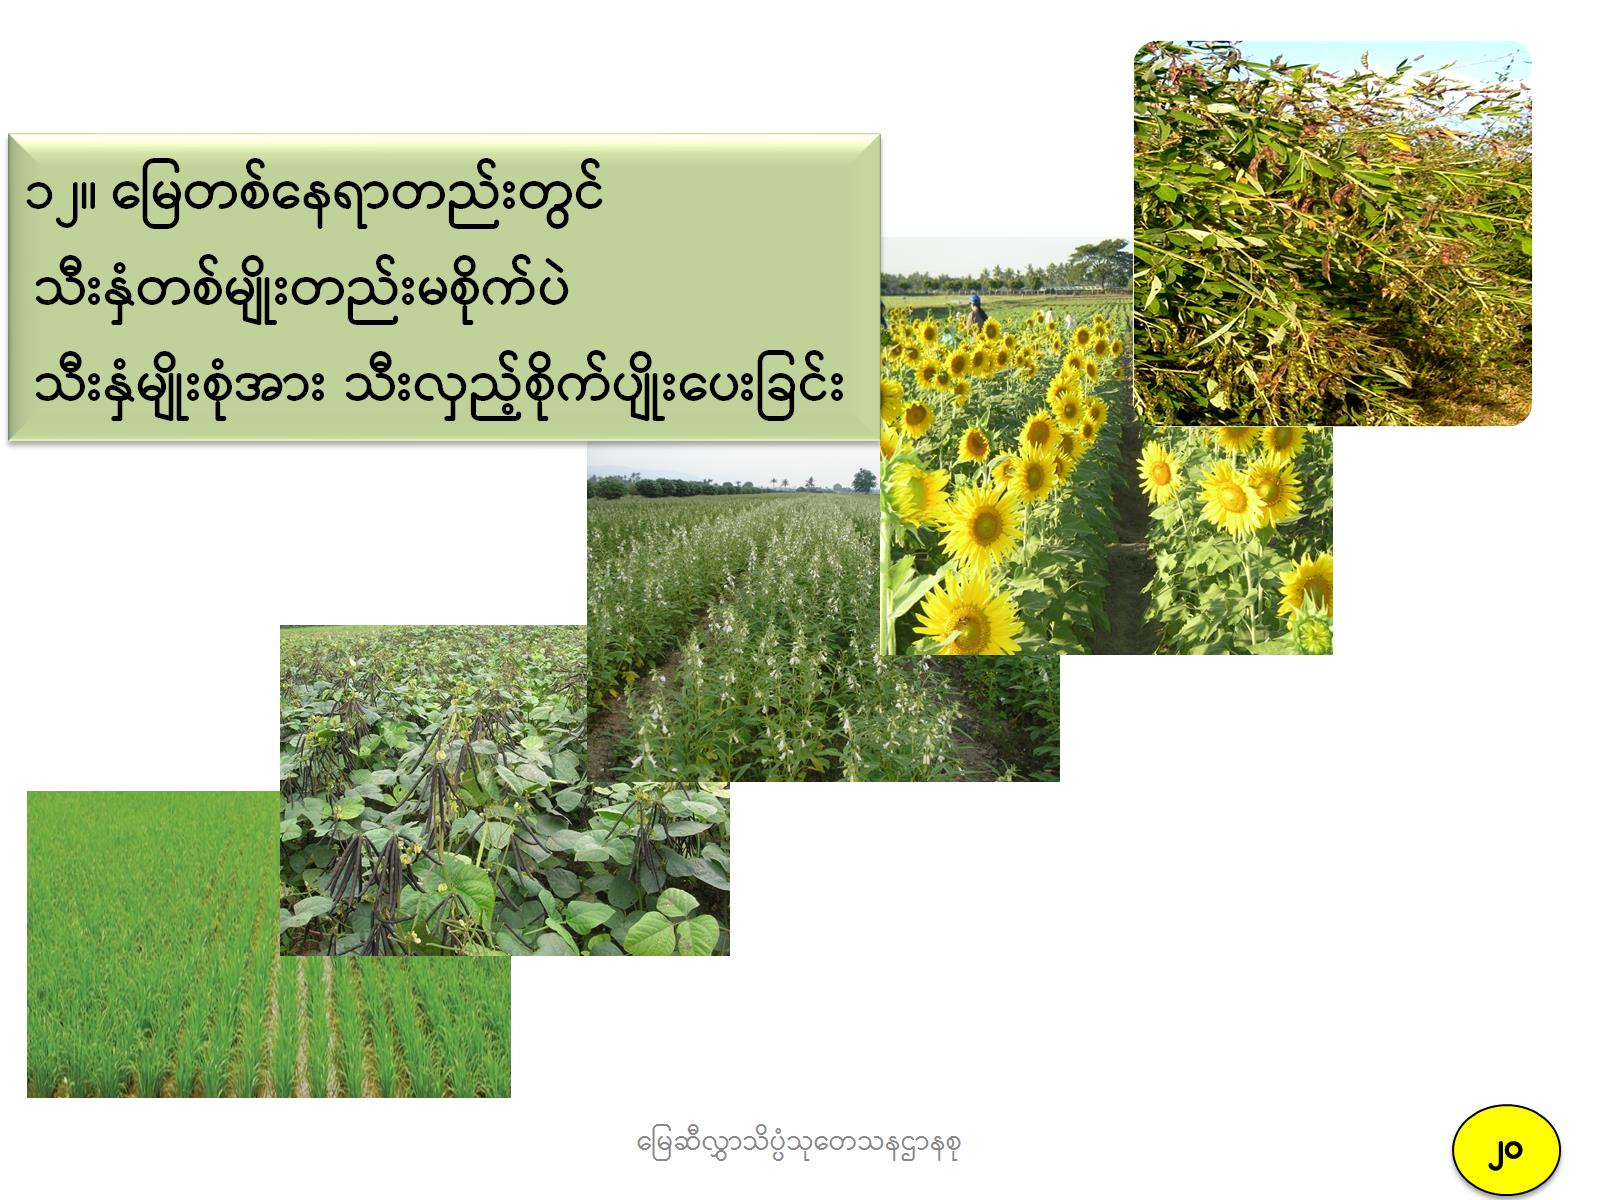 ၁၂။ မြေတစ်နေရာတည်းတွင်
သီးနှံတစ်မျိုးတည်းမစိုက်ပဲ
သီးနှံမျိုးစုံအား သီးလှည့်စိုက်ပျိုးပေးခြင်း
မြေဆီလွှာသိပ္ပံသုတေသနဌာနစု
၂၀